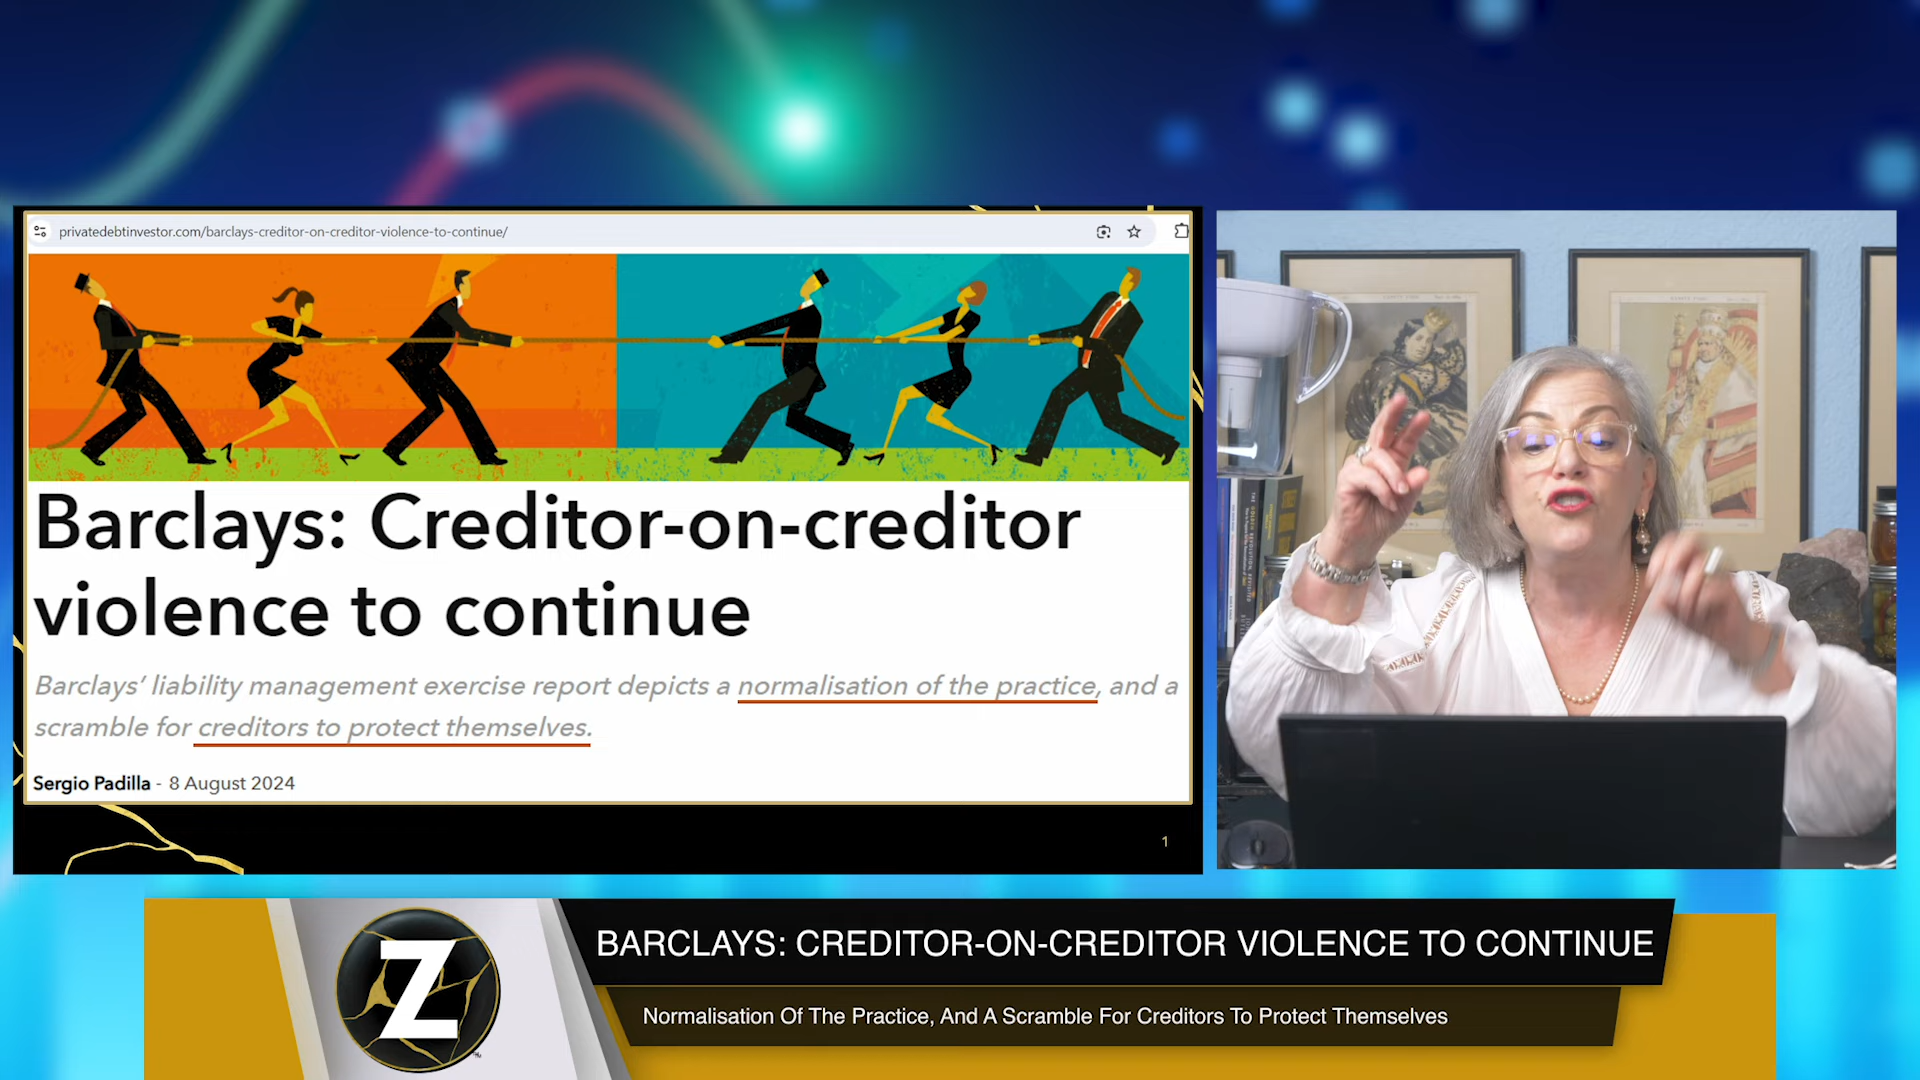 privatedebtinvestor.com/barclays-creditor-on-creditor-violence-to-continue/
Barclays: Creditor-on-creditor
violence to continue
Barclays' liability management exercise report depicts a normalisation of the practice, and a
scramble for creditors to protect themselves.
Sergio Padilla - 8 August 2024
1
Z
BARCLAYS: CREDITOR-ON-CREDITOR VIOLENCE TO CONTINUE
Normalisation Of The Practice, And A Scramble For Creditors To Protect Themselves